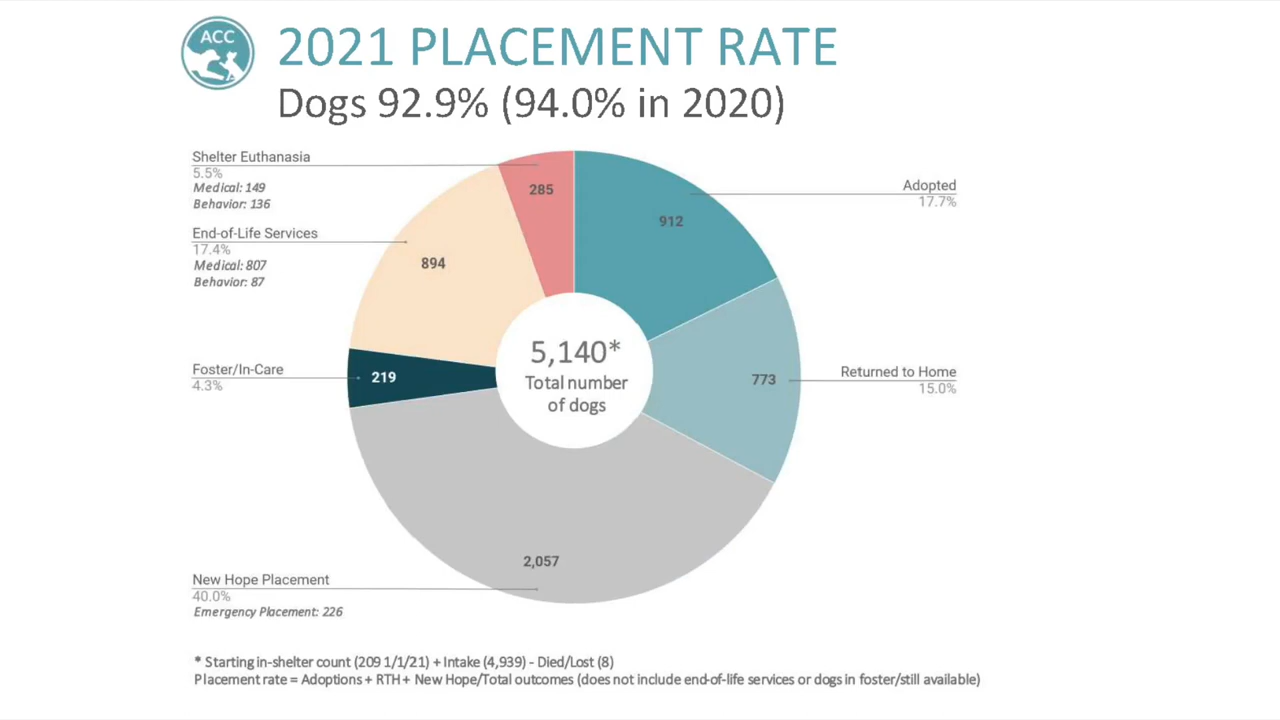 ACC
2021 PLACEMENT RATE
Dogs 92.9% (94.0% in 2020)
Shelter Euthanasia
5.5%
Medical: 149
Behavior: 136
End-of-Life Services
17.4%
Medical: 807
Behavior: 87
Foster/In-Care
4.3%
New Hope Placement
40.0%
Emergency Placement: 226
285
912
894
219
773
2,057
5,140*
Total number
of dogs
Adopted
17.7%
Returned to Home
15.0%
* Starting in-shelter count (209 1/1/21) + Intake (4,939) - Died/Lost (8)
Placement rate = Adoptions + RTH + New Hope/Total outcomes (does not include end-of-life services or dogs in foster/still available)